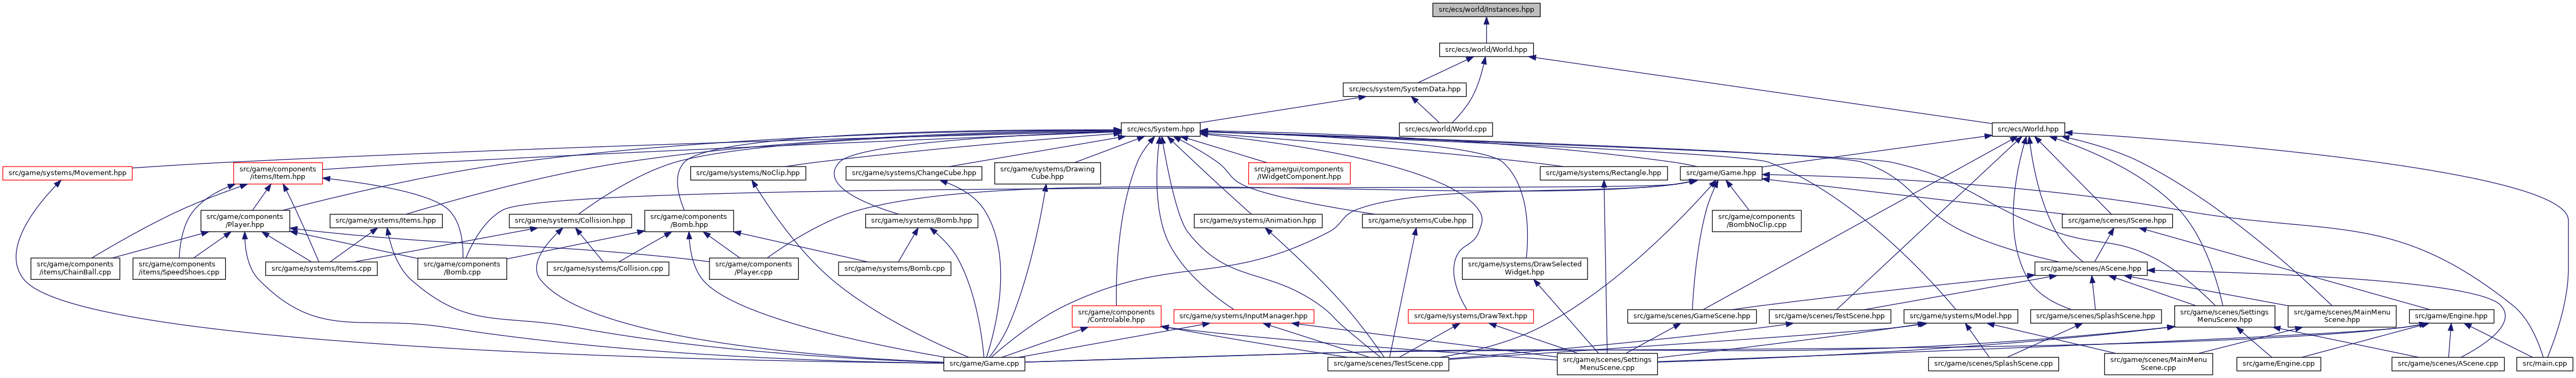 src/ecs/world/Instances.hpp
src/ecs/world/World.hpp
src/ecs/system/SystemData.hpp
src/ecs/System.hpp
src/ecs/world/World.cpp
src/ecs/World.hpp
src/game/systems/Movement.hpp
src/game/components
/items/Item.hpp
src/game/systems/NoClip.hpp
src/game/systems/ChangeCube.hpp
src/game/systems/Drawing
Cube.hpp
src/game/gui/components
/IWidgetComponent.hpp
src/game/systems/Rectangle.hpp
src/game/Game.hpp
src/game/components
/Player.hpp
src/game/systems/Items.hpp
src/game/systems/Collision.hpp
src/game/components
/Bomb.hpp
src/game/systems/Bomb.hpp
src/game/systems/Animation.hpp
src/game/systems/Cube.hpp
src/game/components
/BombNoClip.cpp
src/game/scenes/IScene.hpp
src/game/components
/items/ChainBall.cpp
src/game/components
/items/SpeedShoes.cpp
src/game/systems/Items.cpp
src/game/components
/Bomb.cpp
src/game/systems/Collision.cpp
src/game/components
/Player.cpp
src/game/systems/Bomb.cpp
src/game/systems/DrawSelected
Widget.hpp
src/game/scenes/AScene.hpp
src/game/components
/Controlable.hpp
src/game/systems/InputManager.hpp
src/game/systems/DrawText.hpp
src/game/scenes/GameScene.hpp
src/game/scenes/TestScene.hpp
src/game/systems/Model.hpp
src/game/scenes/SplashScene.hpp
src/game/scenes/Settings
MenuScene.hpp
src/game/scenes/MainMenu
Scene.hpp
src/game/Engine.hpp
src/game/Game.cpp
src/game/scenes/TestScene.cpp
src/game/scenes/Settings
MenuScene.cpp
src/game/scenes/SplashScene.cpp
src/game/scenes/MainMenu
Scene.cpp
src/game/Engine.cpp
src/game/scenes/AScene.cpp
src/main.cpp